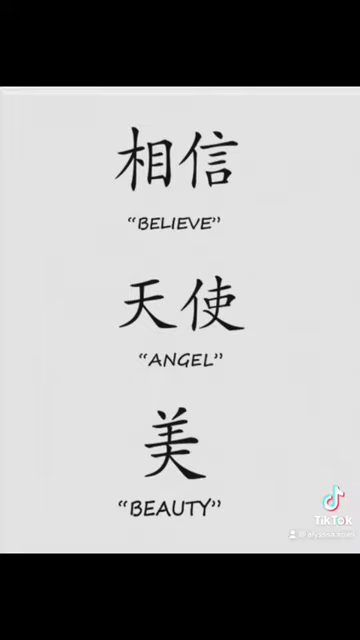 相信
“BELIEVE”
天使
“ANGEL”
美
“BEAUTY”
TikTok